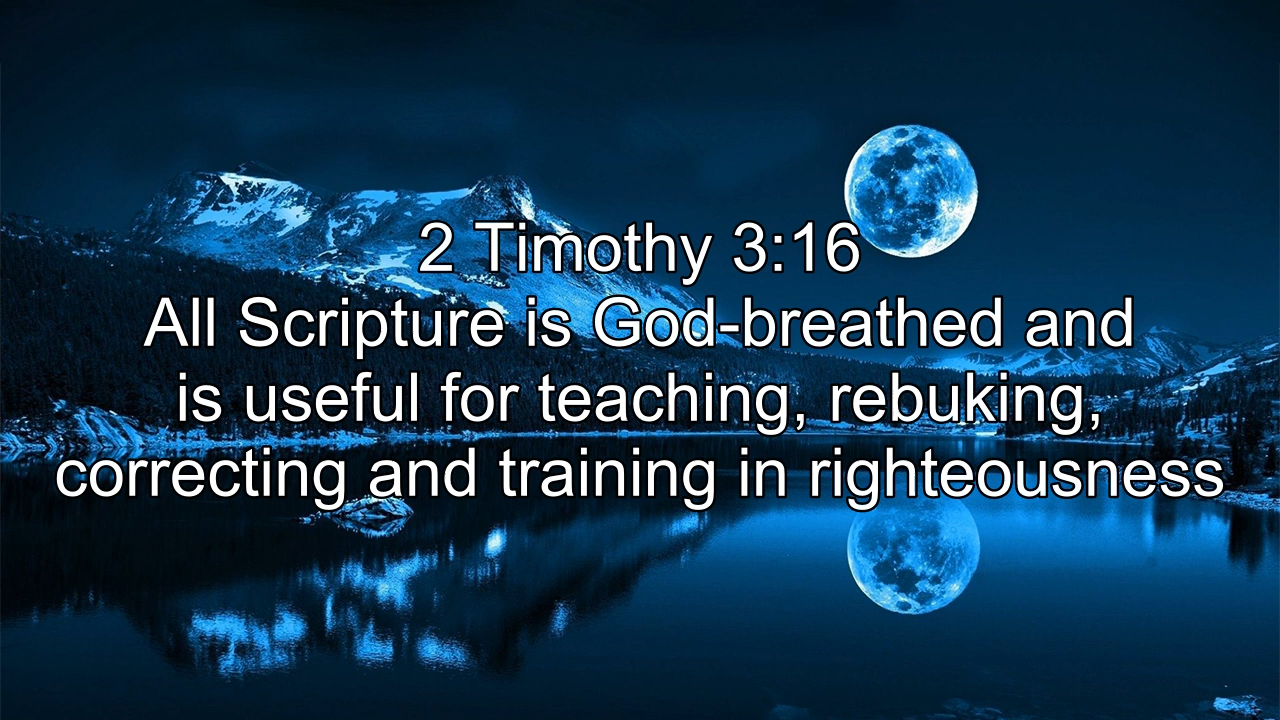 2 Timothy 3:16
All Scripture is God-breathed and
is useful for teaching, rebuking,
correcting and training in righteousness